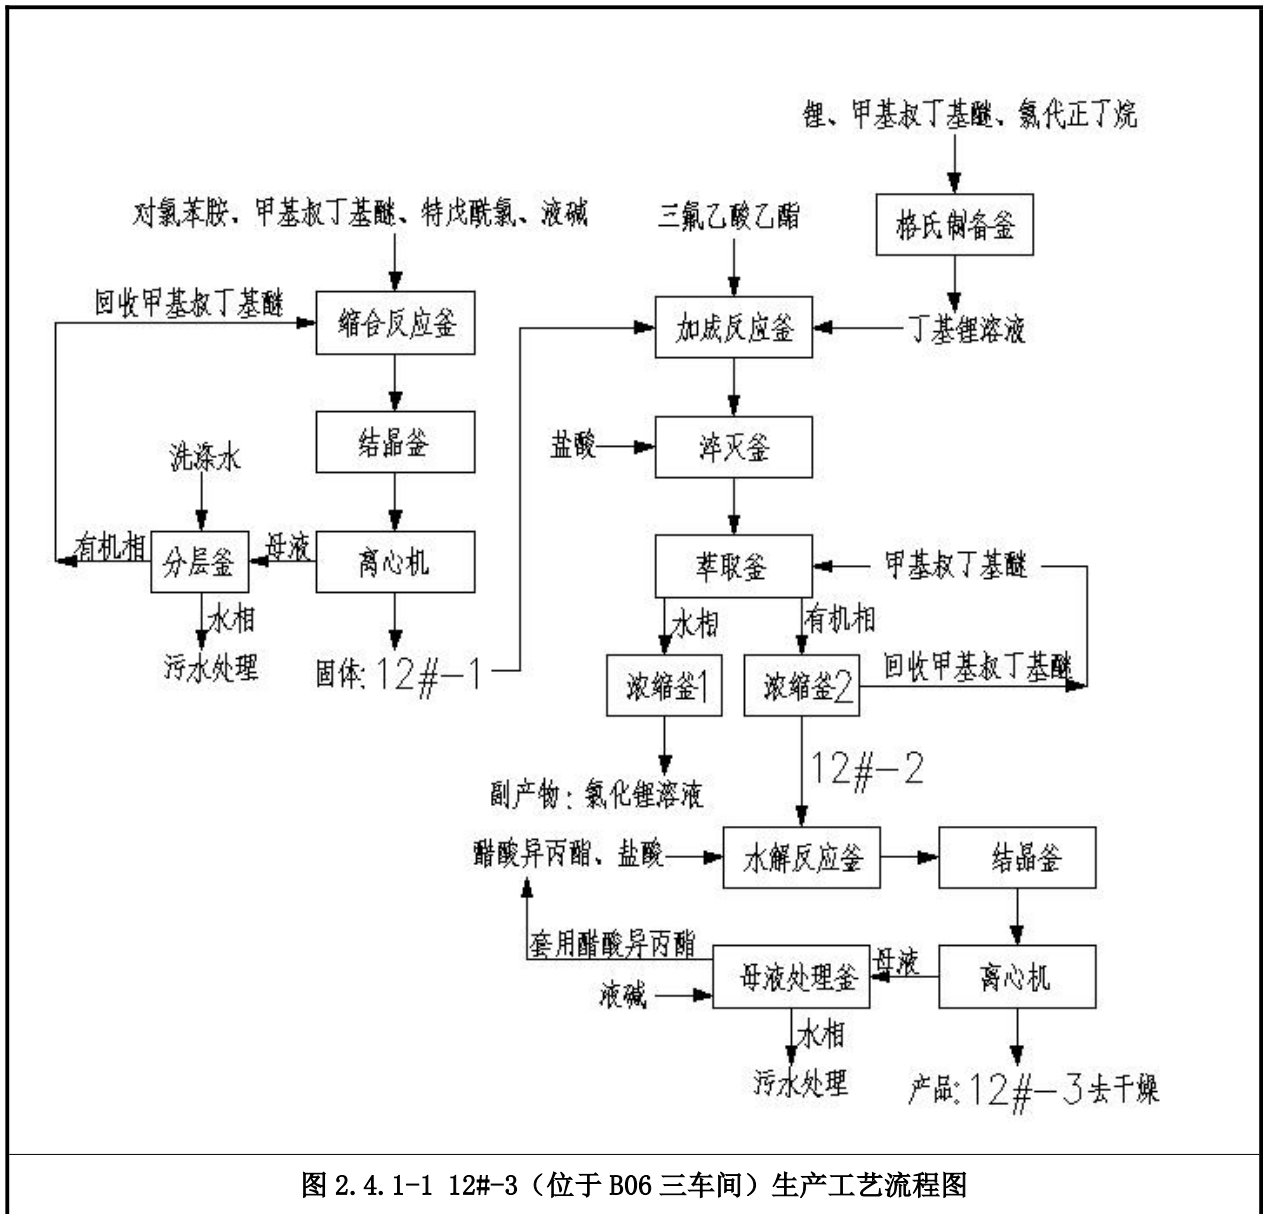 锂、甲基叔丁基醚、氯代正丁烷
对氯苯胺、甲基叔丁基醚、特戊酰氯、液碱
三氟乙酸乙酯
格氏制备釜
回收甲基叔丁基醚
缩合反应釜
加成反应釜
丁基锂溶液
结晶釜
盐酸
淬灭釜
洗涤水
有机相
分层釜
母液
离心机
萃取釜
甲基叔丁基醚
水相
污水处理
固体:12#-1
水相
有机相
浓缩釜1
浓缩釜2
回收甲基叔丁基醚
12#-2
副产物：氯化锂溶液
醋酸异丙酯、盐酸
水解反应釜
结晶釜
套用醋酸异丙酯
母液处理釜
母液
离心机
液碱
水相
污水处理
产品:12#-3去干燥
图 2.4.1-1 12#-3（位于 B06 三车间）生产工艺流程图